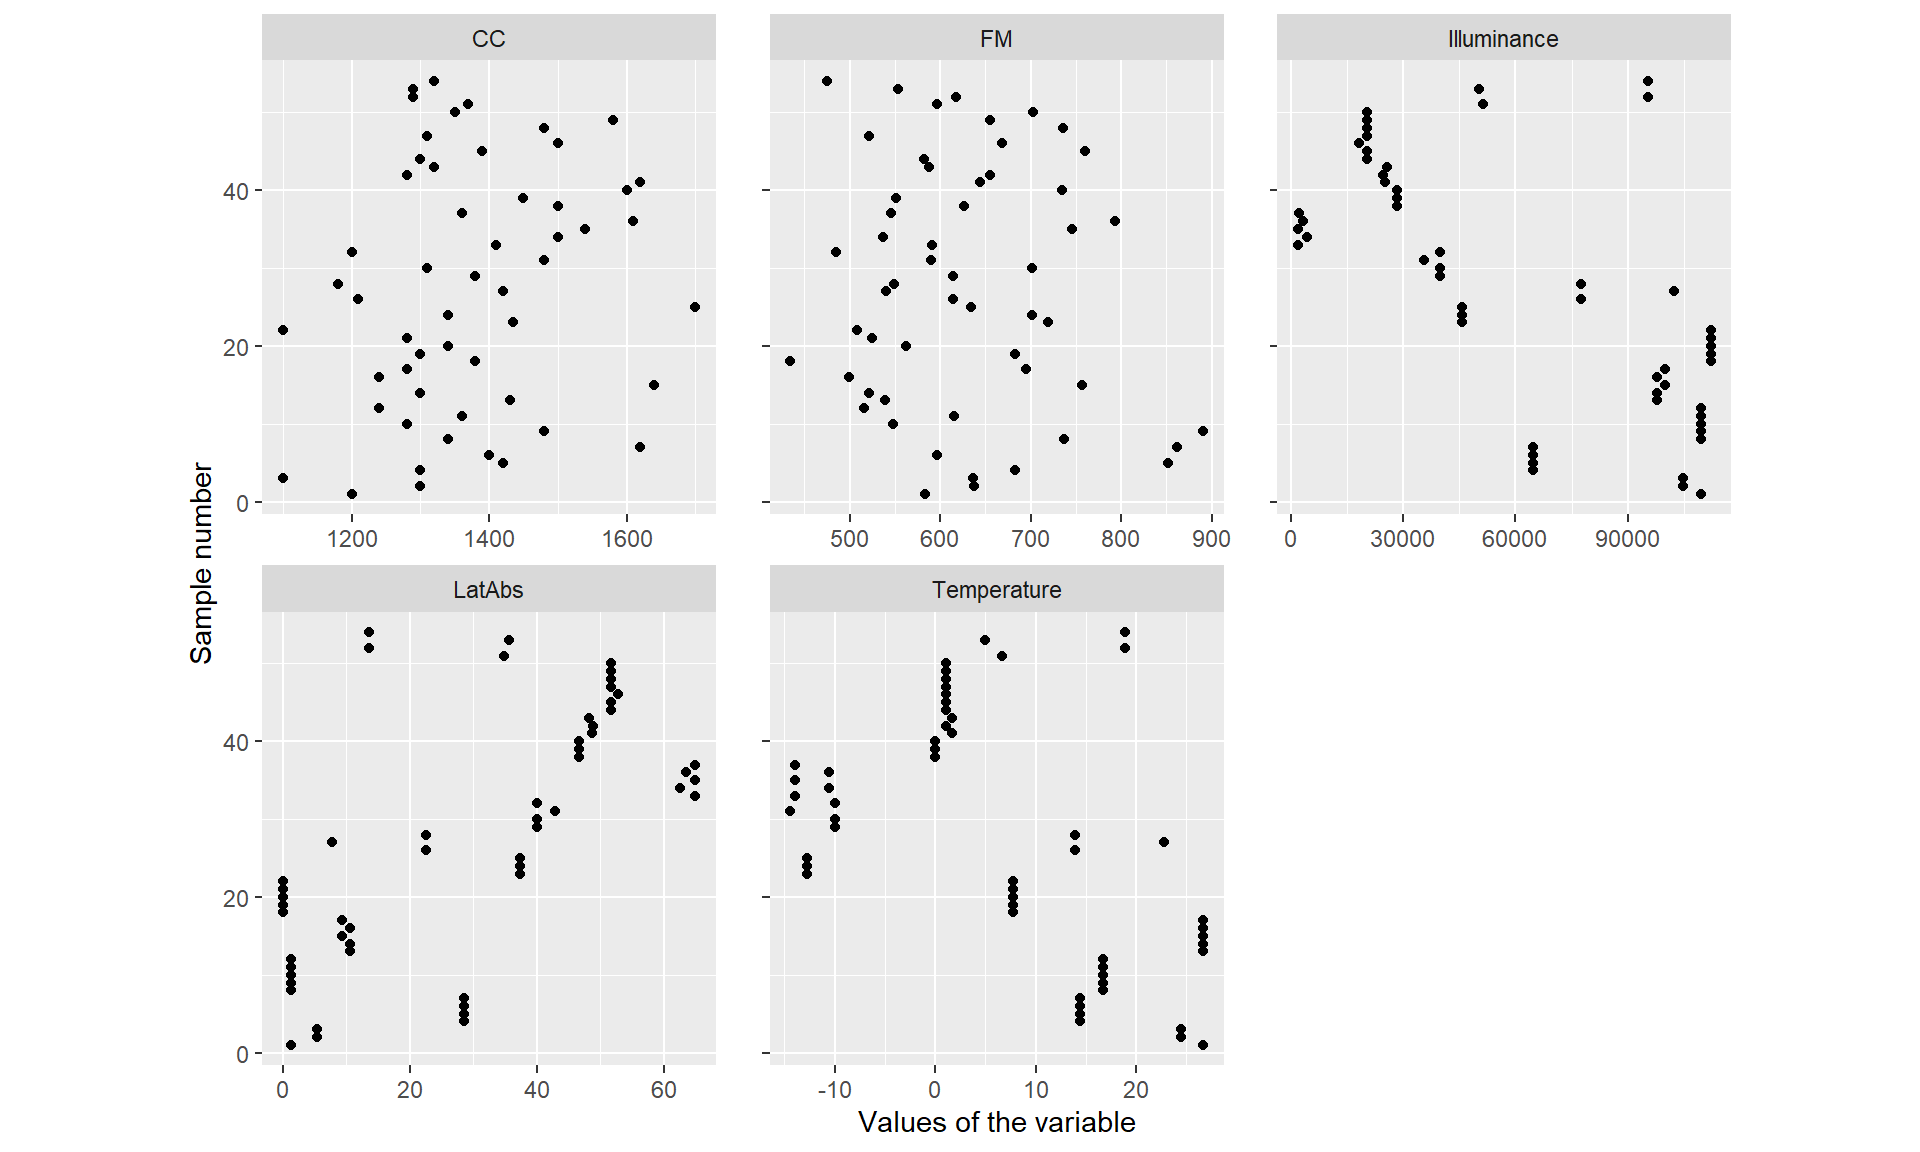 CC
FM
Illuminance
40
20
0
1200 1400 1600
500 600 700 800 900
0 30000 60000 90000
LatAbs
Temperature
40
20
0
0 20 40 60
-10 0 10 20
Sample number
Values of the variable